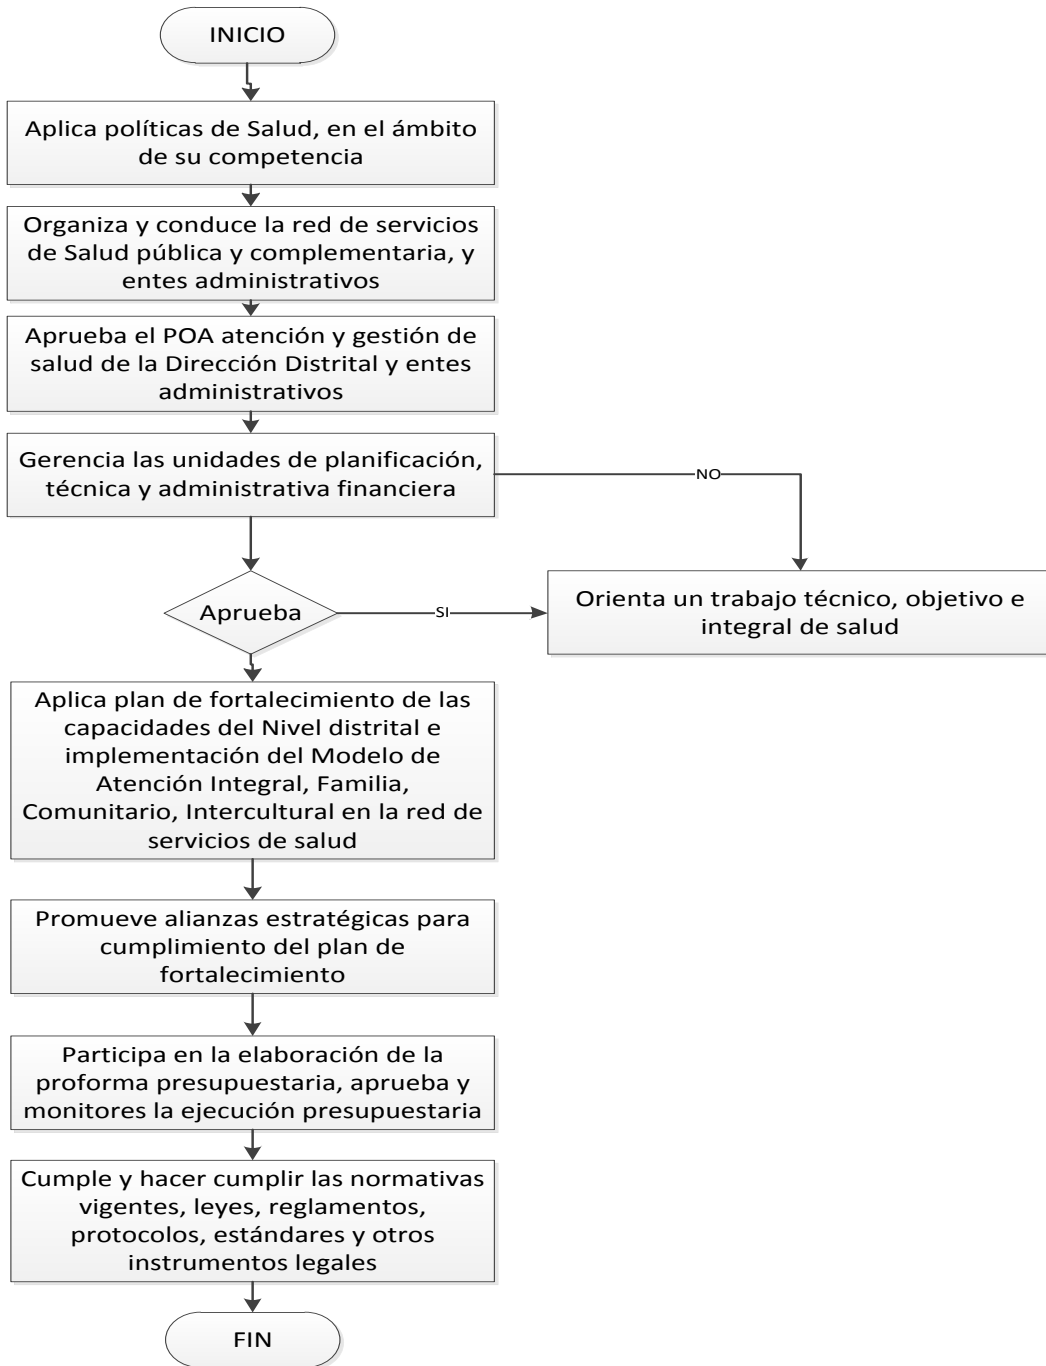 INICIO
Aplica políticas de Salud, en el ámbito
de su competencia
Organiza y conduce la red de servicios
de Salud pública y complementaria, y
entes administrativos
Aprueba el POA atención y gestión de
salud de la Dirección Distrital y entes
administrativos
Gerencia las unidades de planificación,
técnica y administrativa financiera
NO
Aprueba
SI
Orienta un trabajo técnico, objetivo e
integral de salud
Aplica plan de fortalecimiento de las
capacidades del Nivel distrital e
implementación del Modelo de
Atención Integral, Familia,
Comunitario, Intercultural en la red de
servicios de salud
Promueve alianzas estratégicas para
cumplimiento del plan de
fortalecimiento
Participa en la elaboración de la
proforma presupuestaria, aprueba y
monitores la ejecución presupuestaria
Cumple y hacer cumplir las normativas
vigentes, leyes, reglamentos,
protocolos, estándares y otros
instrumentos legales
FIN